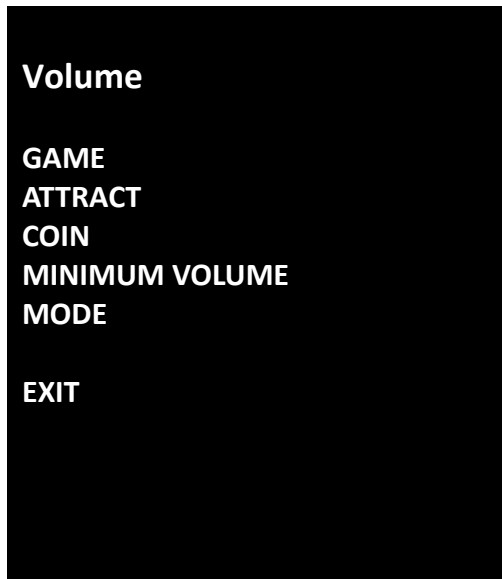 Volume
GAME
ATTRACT
COIN
MINIMUM VOLUME
MODE
EXIT